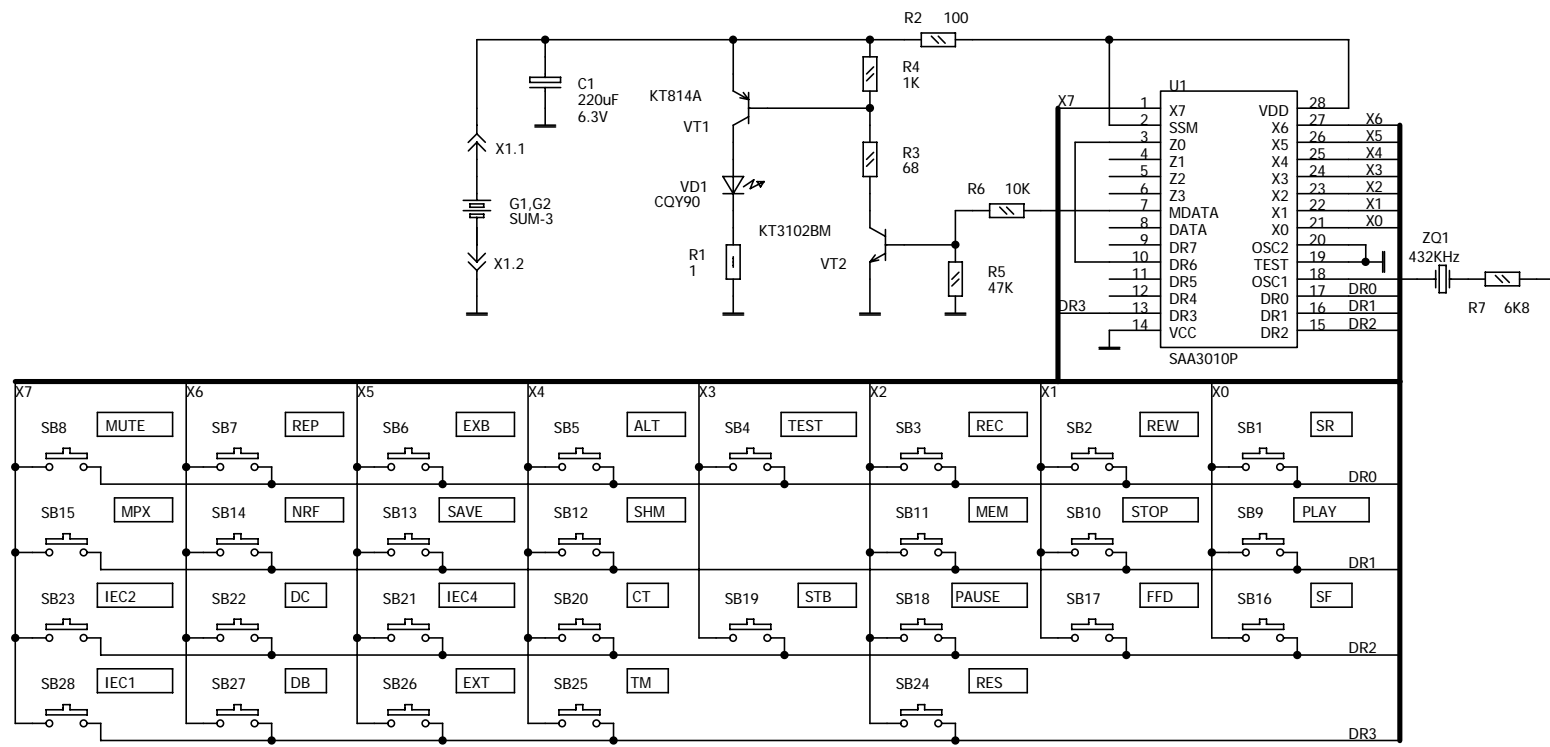 R2 100
R4
1K
C1
220uF
6.3V
KT814A
VT1
X1.1
R3
68
VD1
CQY90
G1,G2
SUM-3
R6 10K
KT3102BM
VT2
R1
1
X1.2
R5
47K
U1
X7 1 X7 VDD 28
2 SSM X6 27 X6
3 Z0 X5 26 X5
4 Z1 X4 25 X4
5 Z2 X3 24 X3
6 Z3 X2 23 X2
7 MDATA X1 22 X1
8 DATA X0 21 X0
9 DR7 OSC2 20
10 DR6 TEST 19
11 DR5 OSC1 18
12 DR4 DR0 17 DR0
DR3 13 DR3 DR1 16 DR1
14 VCC DR2 15 DR2
SAA3010P
ZQ1
432KHz
R7 6K8
X7 X6 X5 X4 X3 X2 X1 X0
SB8 MUTE SB7 REP SB6 EXB SB5 ALT SB4 TEST SB3 REC SB2 REW SB1 SR
DR0
SB15 MPX SB14 NRF SB13 SAVE SB12 SHM SB11 MEM SB10 STOP SB9 PLAY
DR1
SB23 IEC2 SB22 DC SB21 IEC4 SB20 CT SB19 STB SB18 PAUSE SB17 FFD SB16 SF
DR2
SB28 IEC1 SB27 DB SB26 EXT SB25 TM SB24 RES
DR3